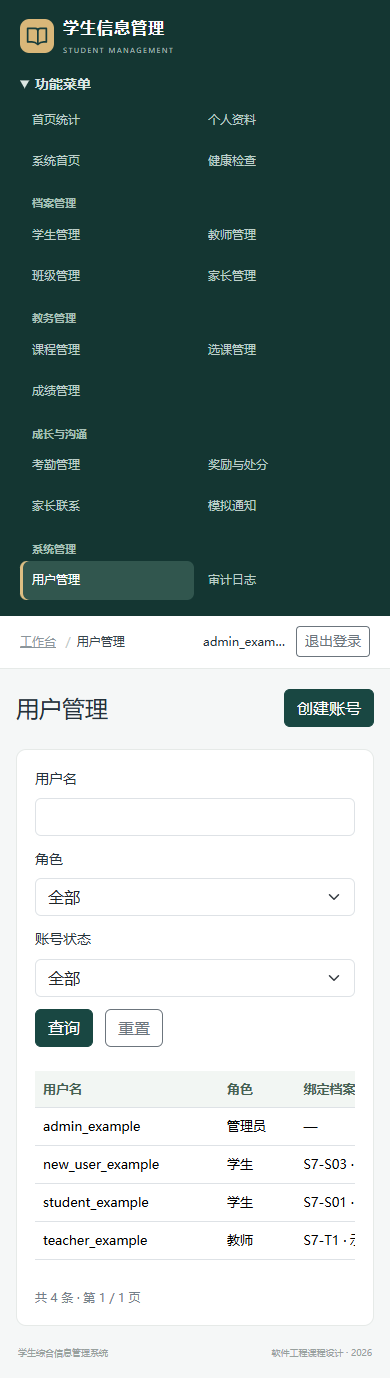 学生信息管理
STUDENT MANAGEMENT
▼ 功能菜单
首页统计 个人资料
系统首页 健康检查
档案管理
学生管理 教师管理
班级管理 家长管理
教务管理
课程管理 选课管理
成绩管理
成长与沟通
考勤管理 奖励与处分
家长联系 模拟通知
系统管理
用户管理 审计日志
工作台 / 用户管理 admin_exam... 退出登录
用户管理 创建账号
用户名
角色
全部
账号状态
全部
查询 重置
用户名 角色 绑定档案
admin_example 管理员 —
new_user_example 学生 S7-S03 ·
student_example 学生 S7-S01 ·
teacher_example 教师 S7-T1 ·
共 4 条 · 第 1 / 1 页
学生综合信息管理系统 软件工程课程设计 · 2026